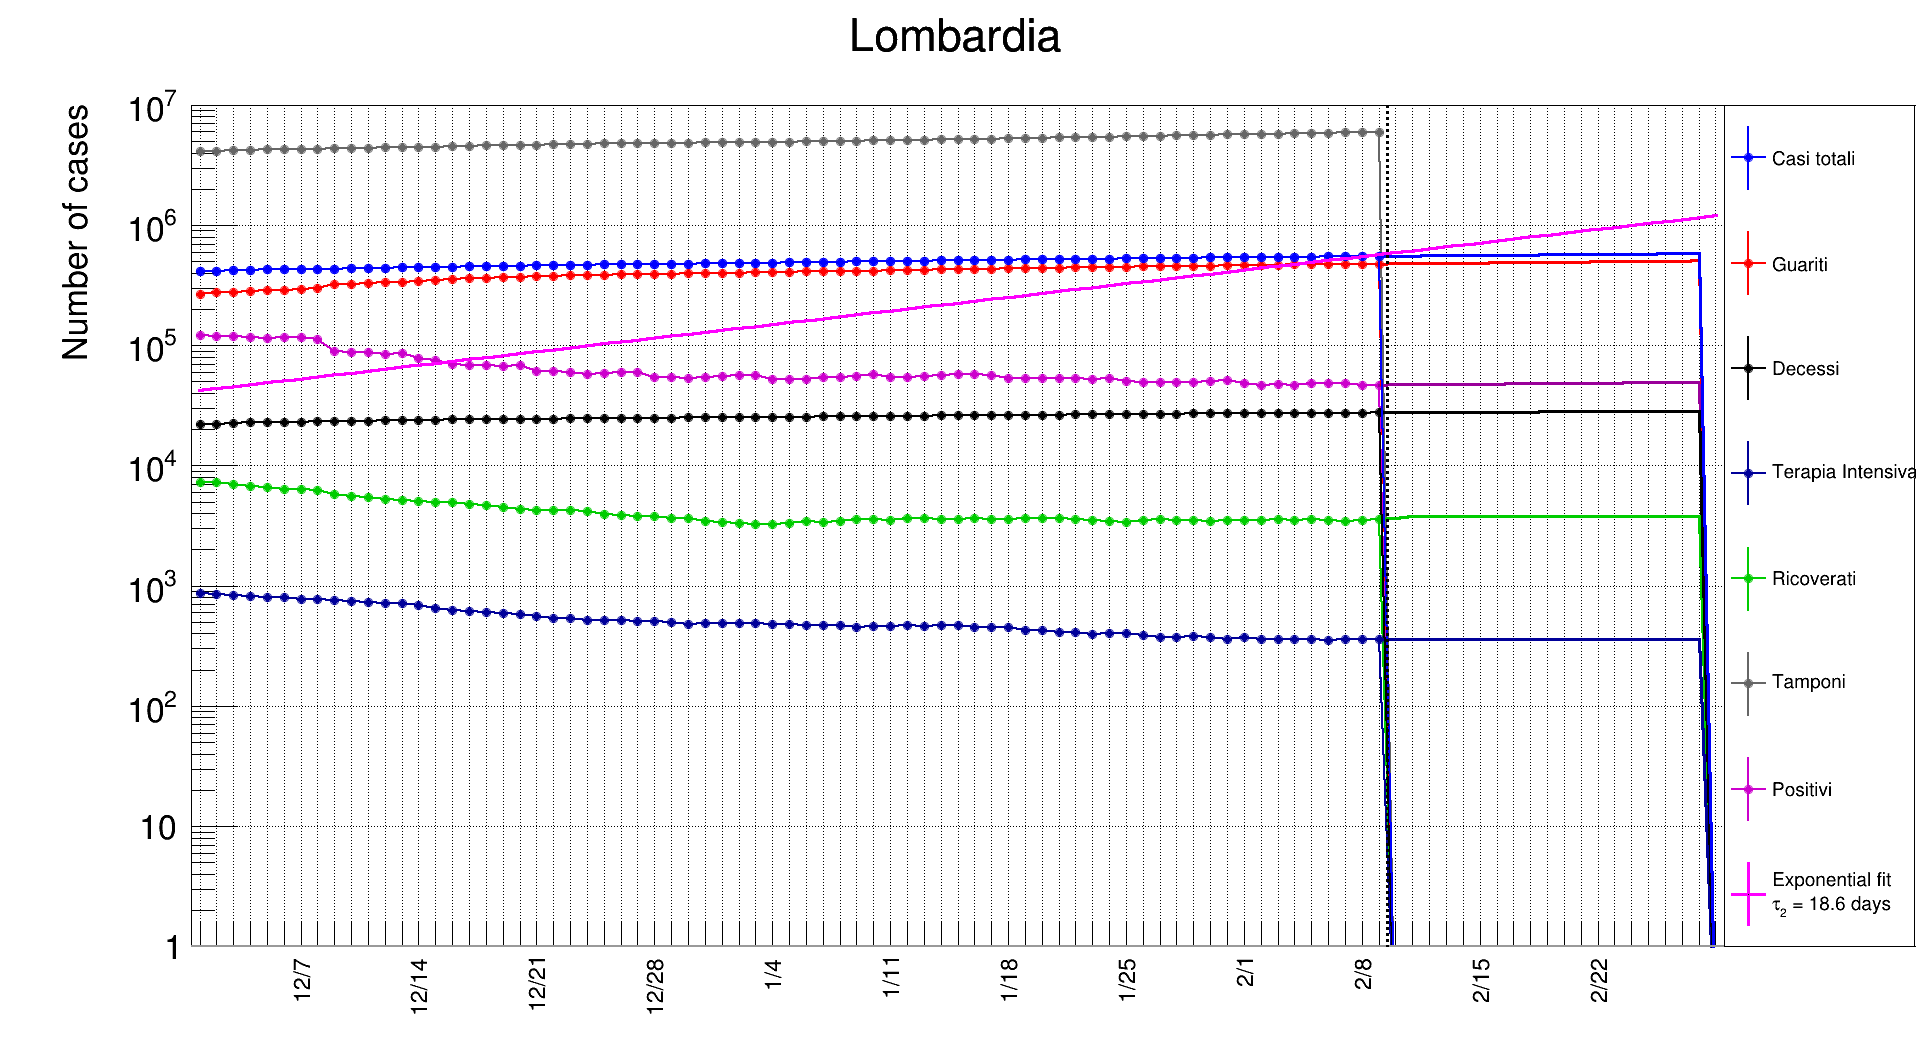 Lombardia
Number of cases
10^7
10^6
10^5
10^4
10^3
10^2
10
1
12/7
12/14
12/21
12/28
1/4
1/11
1/18
1/25
2/1
2/8
2/15
2/22
Casi totali
Guariti
Decessi
Terapia Intensiva
Ricoverati
Tamponi
Positivi
Exponential fit
τ₂ = 18.6 days